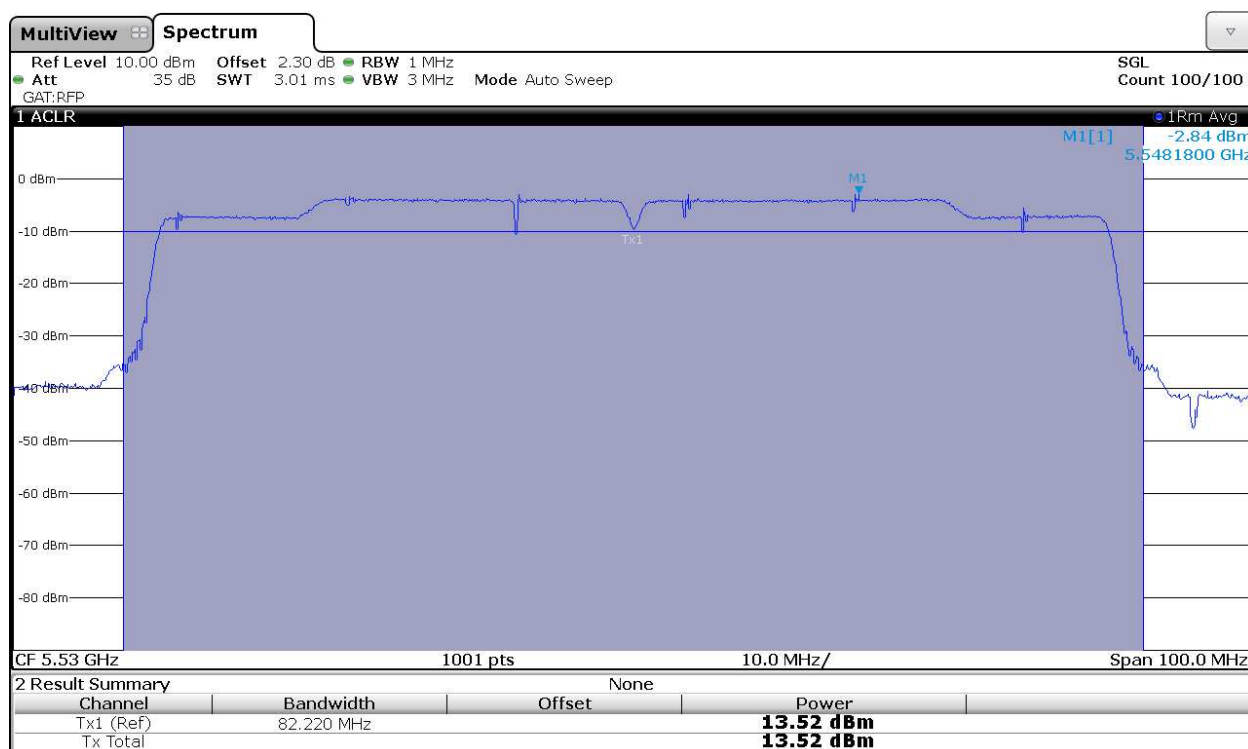 MultiView Spectrum
Ref Level 10.00 dBm Offset 2.30 dB RBW 1 MHz SGL
Att 35 dB SWT 3.01 ms VBW 3 MHz Mode Auto Sweep Count 100/100
GAT:RFP
1 ACLR 1Rm Avg
M1[1] -2.84 dBm
5.5481800 GHz
0 dBm
M1
-10 dBm
Tx1
-20 dBm
-30 dBm
-40 dBm
-50 dBm
-60 dBm
-70 dBm
-80 dBm
CF 5.53 GHz 1001 pts 10.0 MHz/ Span 100.0 MHz
2 Result Summary None
Channel Bandwidth Offset Power
Tx1 (Ref) 82.220 MHz 13.52 dBm
Tx Total 13.52 dBm